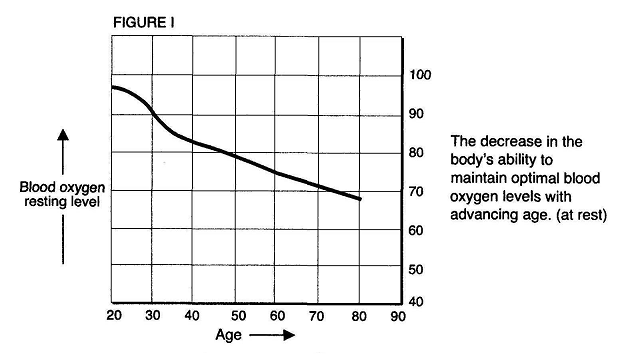 FIGURE I
100
90
80
70
60
50
40
Blood oxygen
resting level
20 30 40 50 60 70 80 90
Age
The decrease in the
body's ability to
maintain optimal blood
oxygen levels with
advancing age. (at rest)